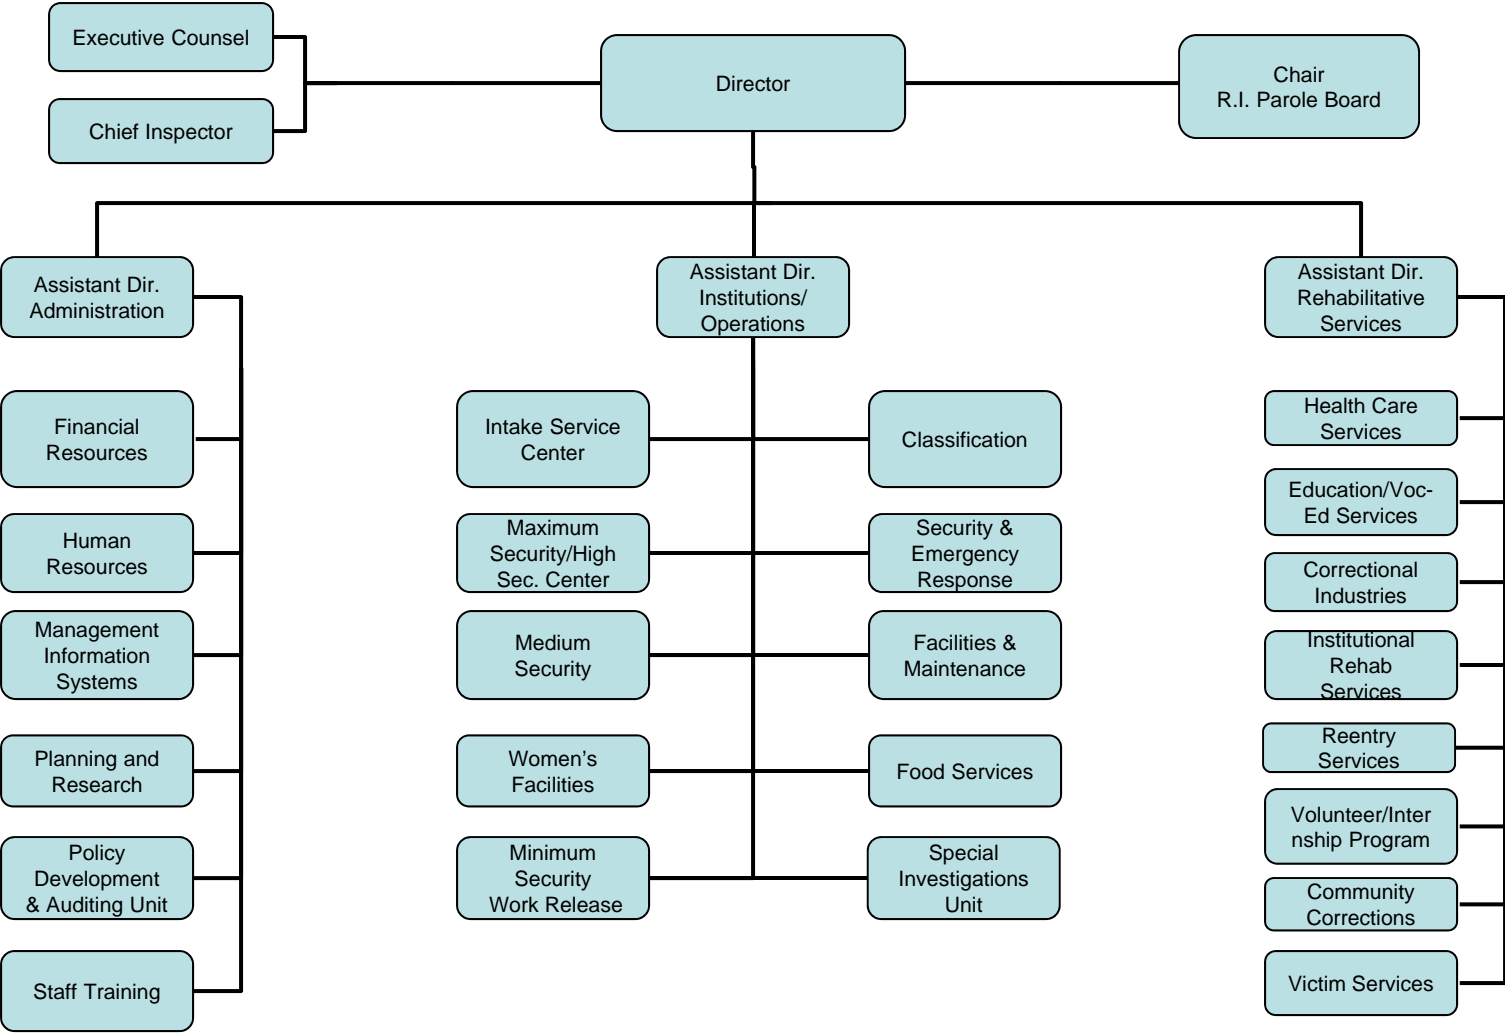 Executive Counsel
Chief Inspector
Director
Chair
R.I. Parole Board
Assistant Dir.
Administration
Assistant Dir.
Institutions/
Operations
Assistant Dir.
Rehabilitative
Services
Financial
Resources
Human
Resources
Management
Information
Systems
Planning and
Research
Policy
Development
& Auditing Unit
Staff Training
Intake Service
Center
Maximum
Security/High
Sec. Center
Medium
Security
Women’s
Facilities
Minimum
Security
Work Release
Classification
Security &
Emergency
Response
Facilities &
Maintenance
Food Services
Special
Investigations
Unit
Health Care
Services
Education/Voc-
Ed Services
Correctional
Industries
Institutional
Rehab
Services
Reentry
Services
Volunteer/Inter
nship Program
Community
Corrections
Victim Services